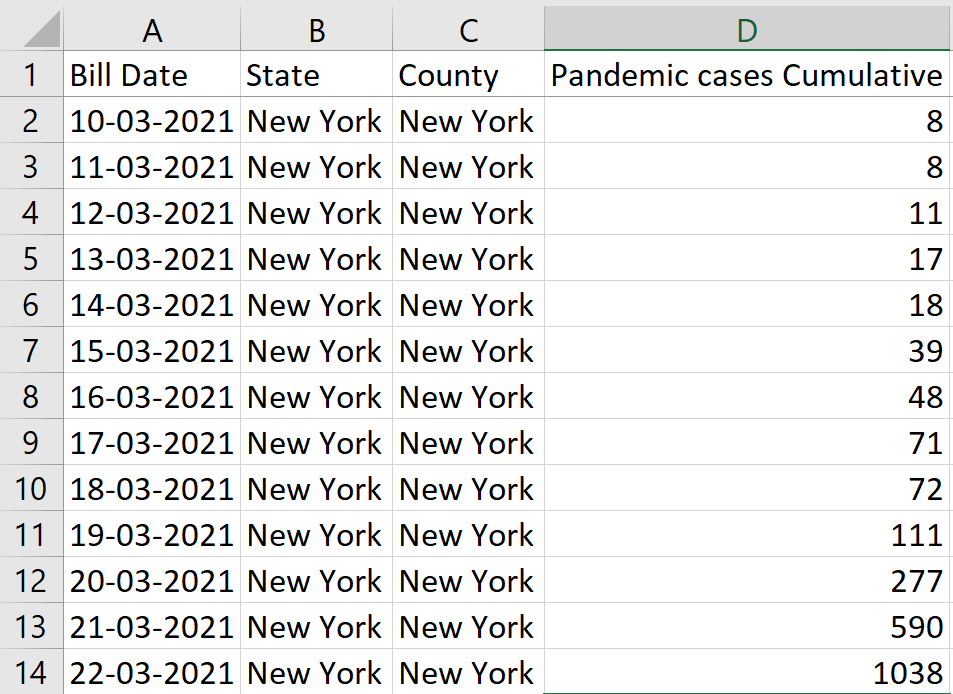 A B C D
1 Bill Date State County Pandemic cases Cumulative
2 10-03-2021 New York New York 8
3 11-03-2021 New York New York 8
4 12-03-2021 New York New York 11
5 13-03-2021 New York New York 17
6 14-03-2021 New York New York 18
7 15-03-2021 New York New York 39
8 16-03-2021 New York New York 48
9 17-03-2021 New York New York 71
10 18-03-2021 New York New York 72
11 19-03-2021 New York New York 111
12 20-03-2021 New York New York 277
13 21-03-2021 New York New York 590
14 22-03-2021 New York New York 1038